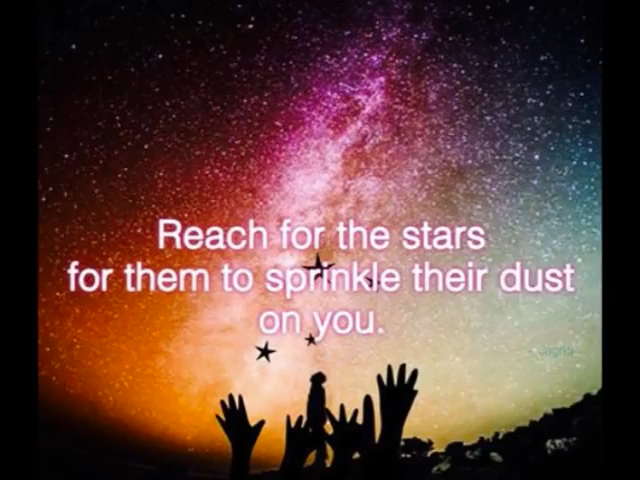 Reach for the stars
for them to sprinkle their dust
on you.